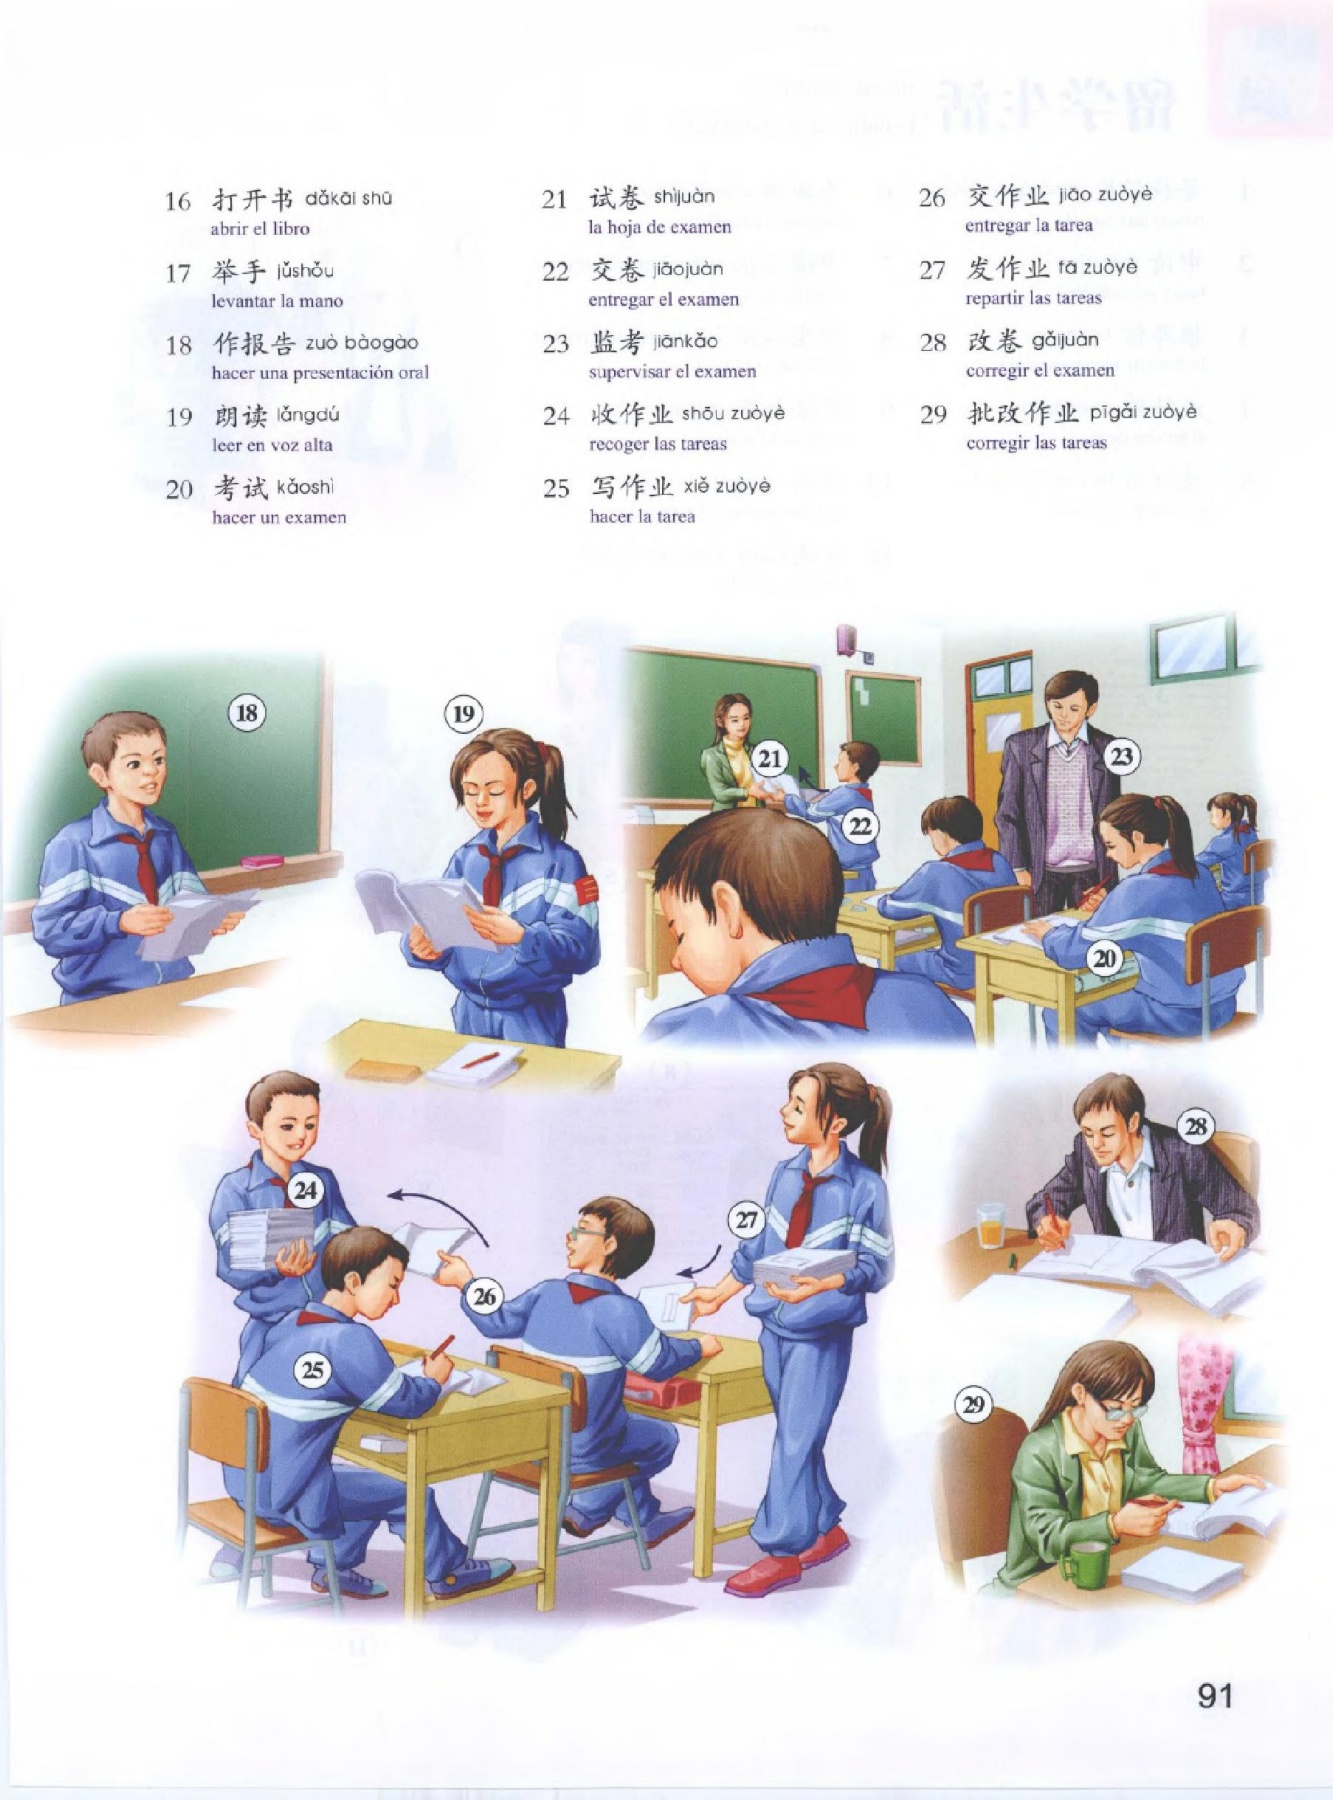 16 打开书 dǎkāi shū
abrir el libro
17 举手 jǔshǒu
levantar la mano
18 作报告 zuò bàogào
hacer una presentación oral
19 朗读 lǎngdú
leer en voz alta
20 考试 kǎoshì
hacer un examen
21 试卷 shìjuàn
la hoja de examen
22 交卷 jiāojuàn
entregar el examen
23 监考 jiānkǎo
supervisar el examen
24 收作业 shōu zuòyè
recoger las tareas
25 写作业 xiě zuòyè
hacer la tarea
26 交作业 jiāo zuòyè
entregar la tarea
27 发作业 fā zuòyè
repartir las tareas
28 改卷 gǎijuàn
corregir el examen
29 批改作业 pīgǎi zuòyè
corregir las tareas
18
19
21
22
23
20
24
25
26
27
28
29
91